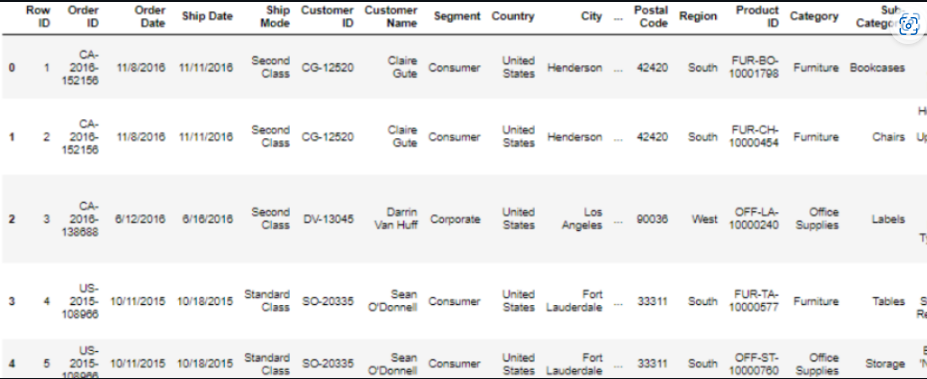 Row ID Order ID Order Date Ship Date Ship Mode Customer ID Customer Name Segment Country City ... Postal Code Region Product ID Category Sub-
0 1 CA-2016-152156 11/8/2016 11/11/2016 Second Class CG-12520 Claire Gute Consumer United States Henderson ... 42420 South FUR-BO-10001798 Furniture Bookcases
1 2 CA-2016-152156 11/8/2016 11/11/2016 Second Class CG-12520 Claire Gute Consumer United States Henderson ... 42420 South FUR-CH-10000454 Furniture Chairs
2 3 CA-2016-138688 6/12/2016 6/16/2016 Second Class DV-13045 Darrin Van Huff Corporate United States Los Angeles ... 90036 West OFF-LA-10000240 Office Supplies Labels
3 4 US-2015-108966 10/11/2015 10/18/2015 Standard Class SO-20335 Sean O'Donnell Consumer United States Fort Lauderdale ... 33311 South FUR-TA-10000577 Furniture Tables
4 5 US-2015-108966 10/11/2015 10/18/2015 Standard Class SO-20335 Sean O'Donnell Consumer United States Fort Lauderdale ... 33311 South OFF-ST-10000760 Office Supplies Storage